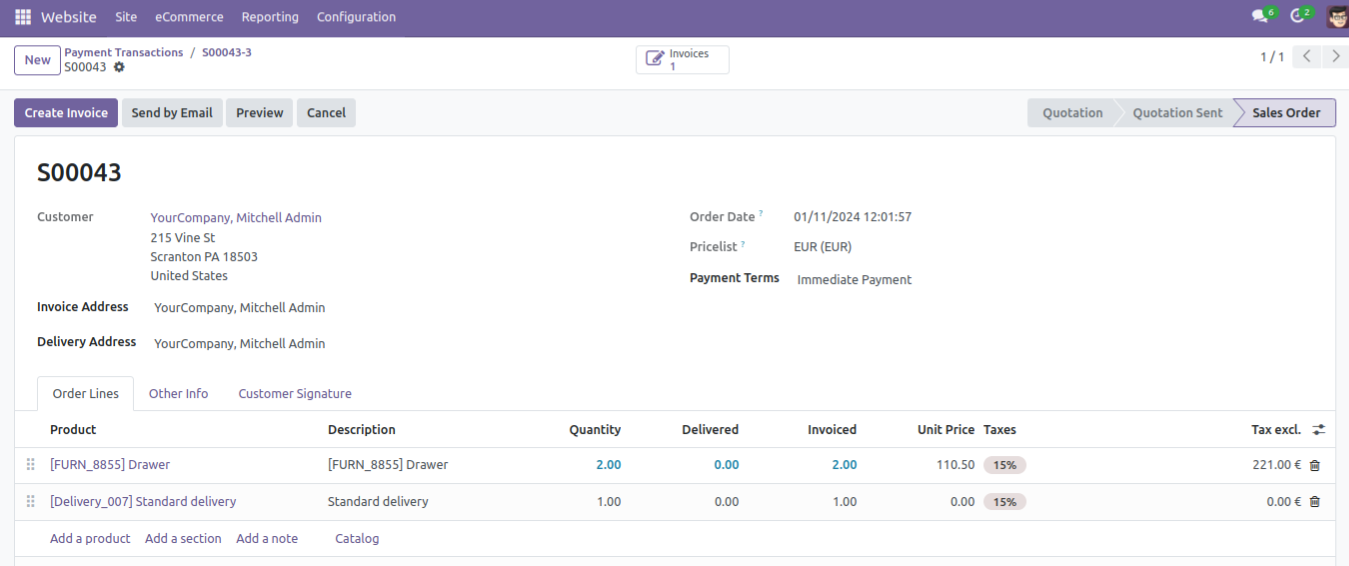 Website Site eCommerce Reporting Configuration 6 2
New Payment Transactions / S00043-3
S00043
Invoices
1
1 / 1
Create Invoice Send by Email Preview Cancel Quotation Quotation Sent Sales Order
S00043
Customer YourCompany, Mitchell Admin Order Date ? 01/11/2024 12:01:57
215 Vine St
Scranton PA 18503 Pricelist ? EUR (EUR)
United States Payment Terms Immediate Payment
Invoice Address YourCompany, Mitchell Admin
Delivery Address YourCompany, Mitchell Admin
Order Lines Other Info Customer Signature
Product Description Quantity Delivered Invoiced Unit Price Taxes Tax excl.
[FURN_8855] Drawer [FURN_8855] Drawer 2.00 0.00 2.00 110.50 15% 221.00 €
[Delivery_007] Standard delivery Standard delivery 1.00 0.00 1.00 0.00 15% 0.00 €
Add a product Add a section Add a note Catalog